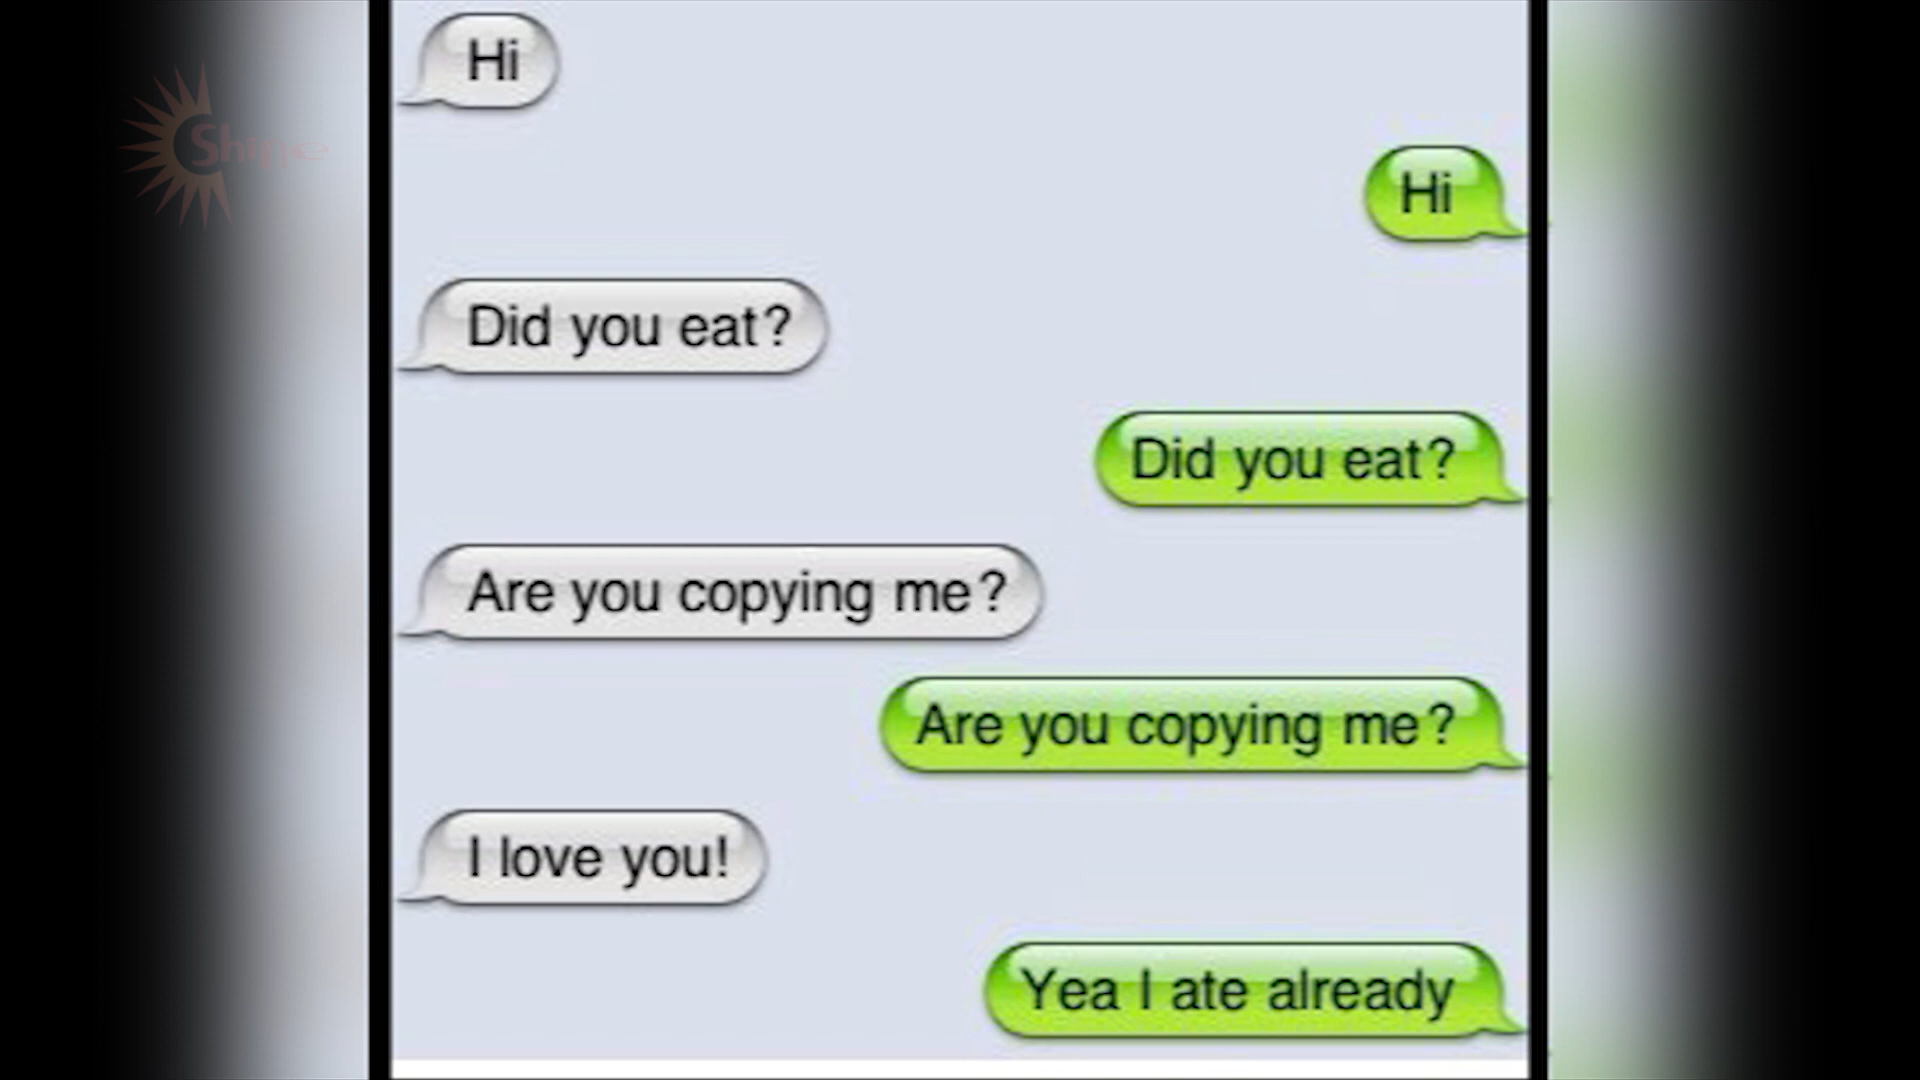 Hi
Shine
Hi
Did you eat?
Did you eat?
Are you copying me?
Are you copying me?
I love you!
Yea I ate already